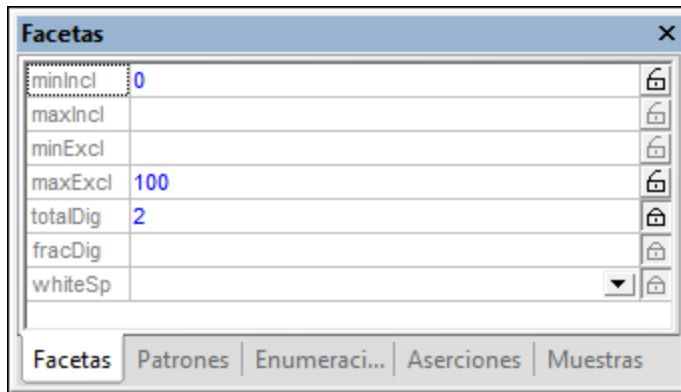 Facetas
minIncl 0
maxIncl
minExcl
maxExcl 100
totalDig 2
fracDig
whiteSp
Facetas Patrones Enumeraci... Aserciones Muestras